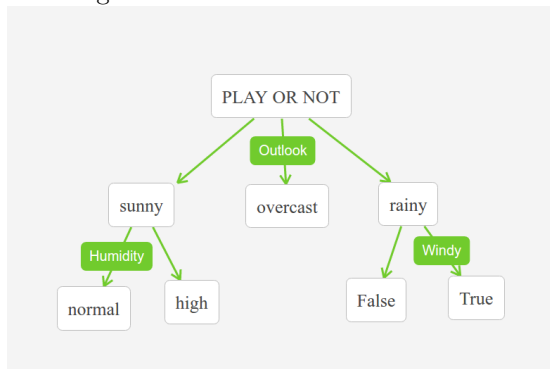 PLAY OR NOT
Outlook
sunny
overcast
rainy
Humidity
Windy
normal
high
False
True